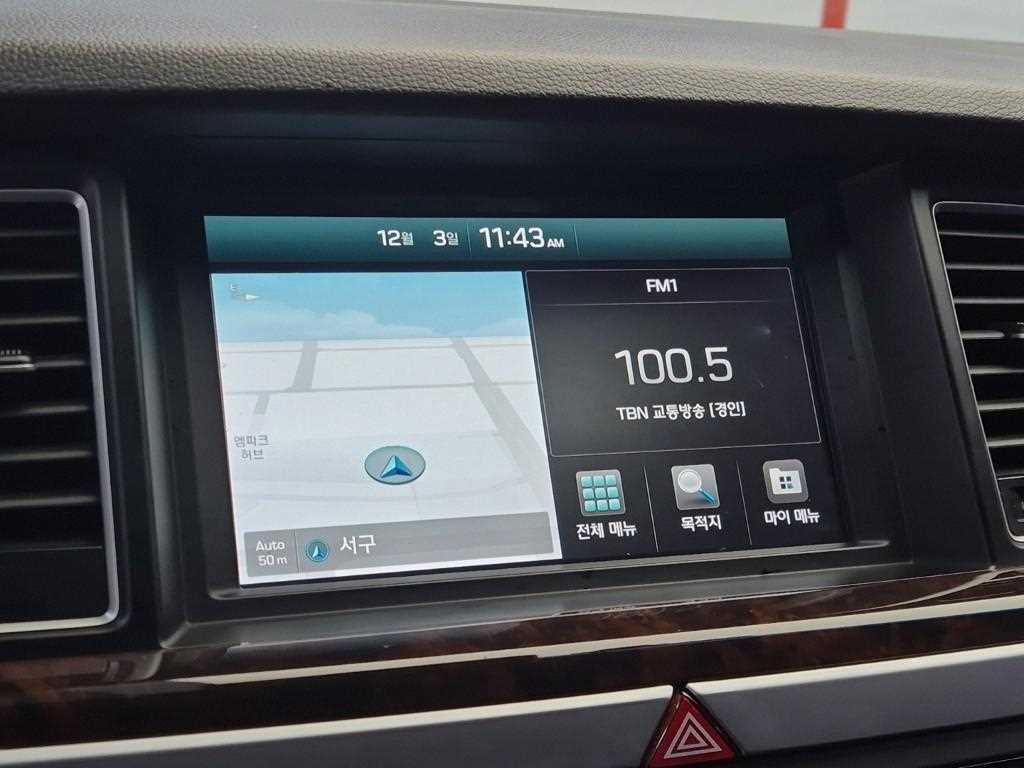 12월 3일 11:43 AM
E
FM1
100.5
TBN 교통방송 [경인]
엠파크
허브
Auto
50 m
서구
전체 메뉴
목적지
마이 메뉴